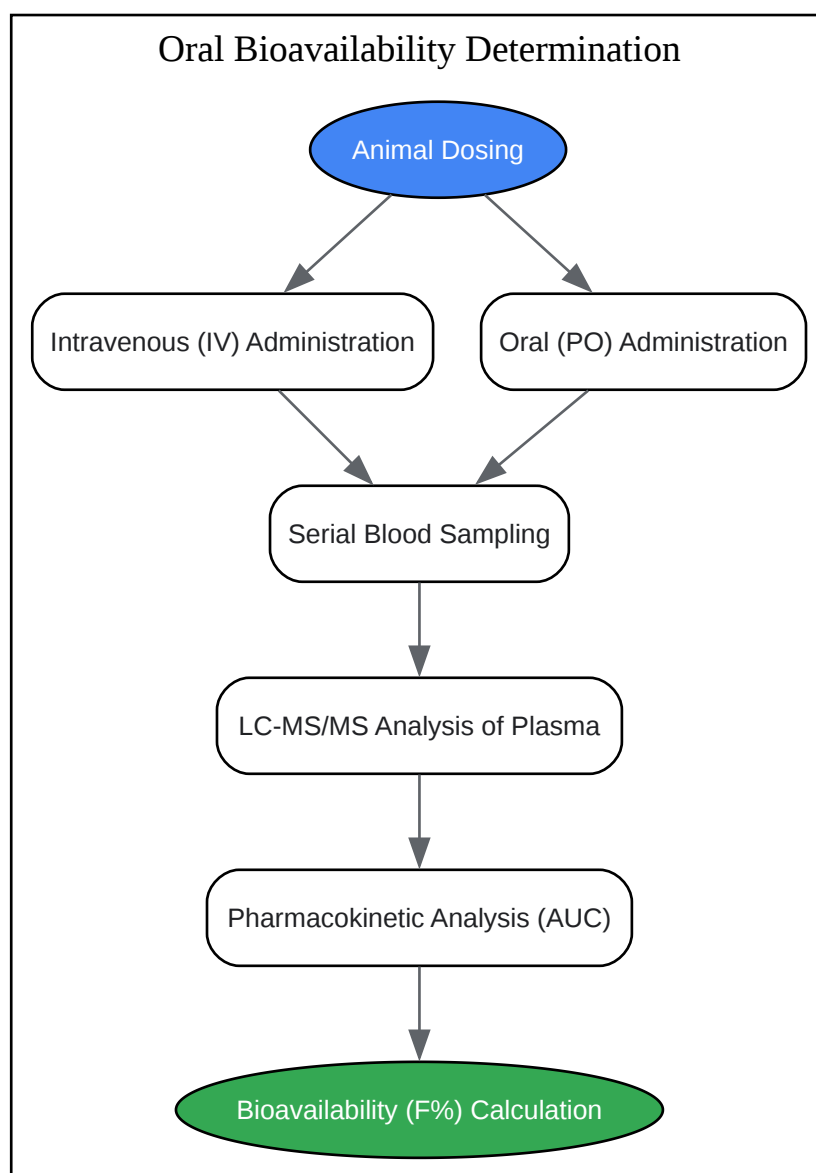 Oral Bioavailability Determination
Animal Dosing
Intravenous (IV) Administration
Oral (PO) Administration
Serial Blood Sampling
LC-MS/MS Analysis of Plasma
Pharmacokinetic Analysis (AUC)
Bioavailability (F%) Calculation